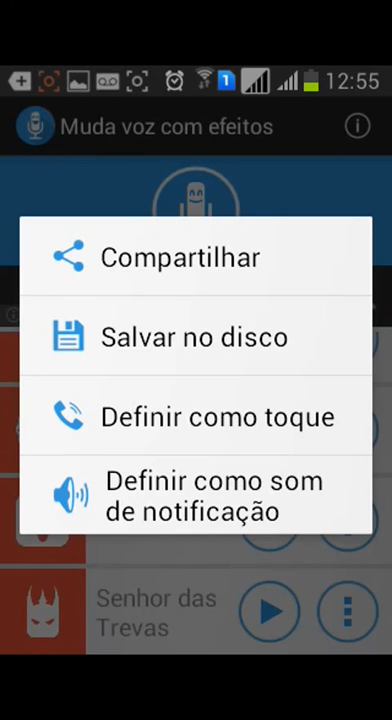 1
12:55
Muda voz com efeitos
Compartilhar
Salvar no disco
Definir como toque
Definir como som
de notificação
Senhor das
Trevas